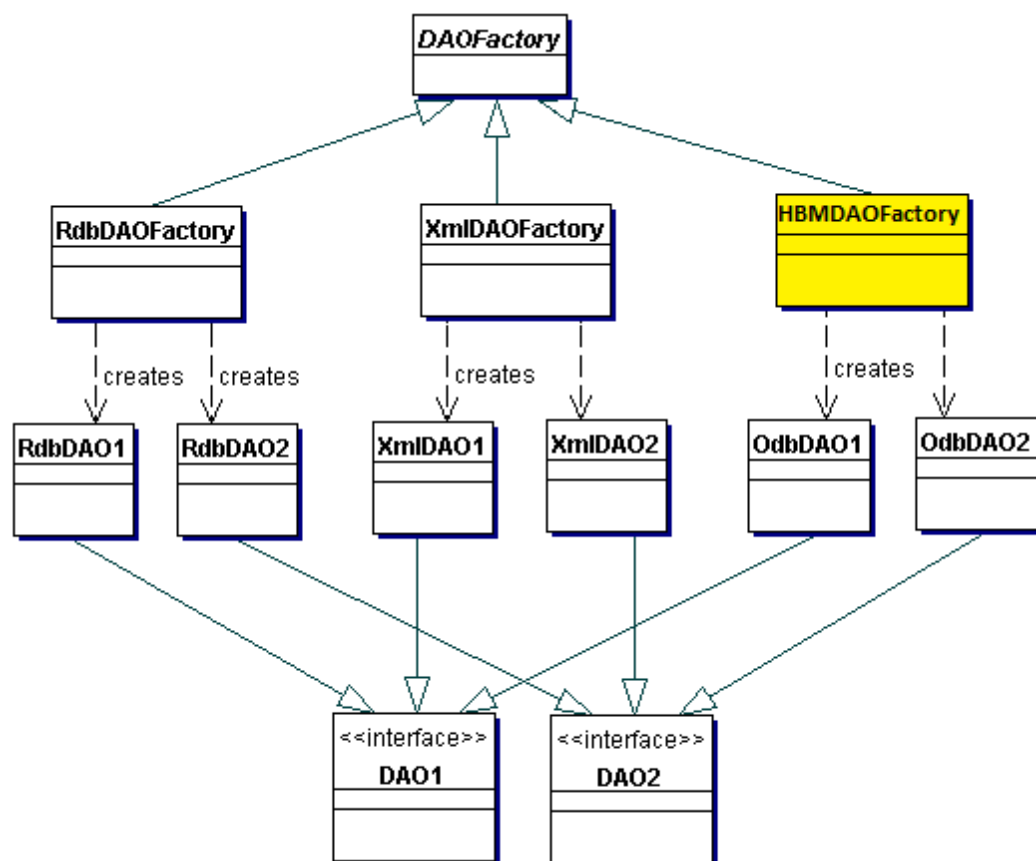 DAOFactory
RdbDAOFactory
XmlDAOFactory
HBMDAOFactory
creates
creates
creates
creates
RdbDAO1
RdbDAO2
XmlDAO1
XmlDAO2
OdbDAO1
OdbDAO2
<<interface>>
DAO1
<<interface>>
DAO2